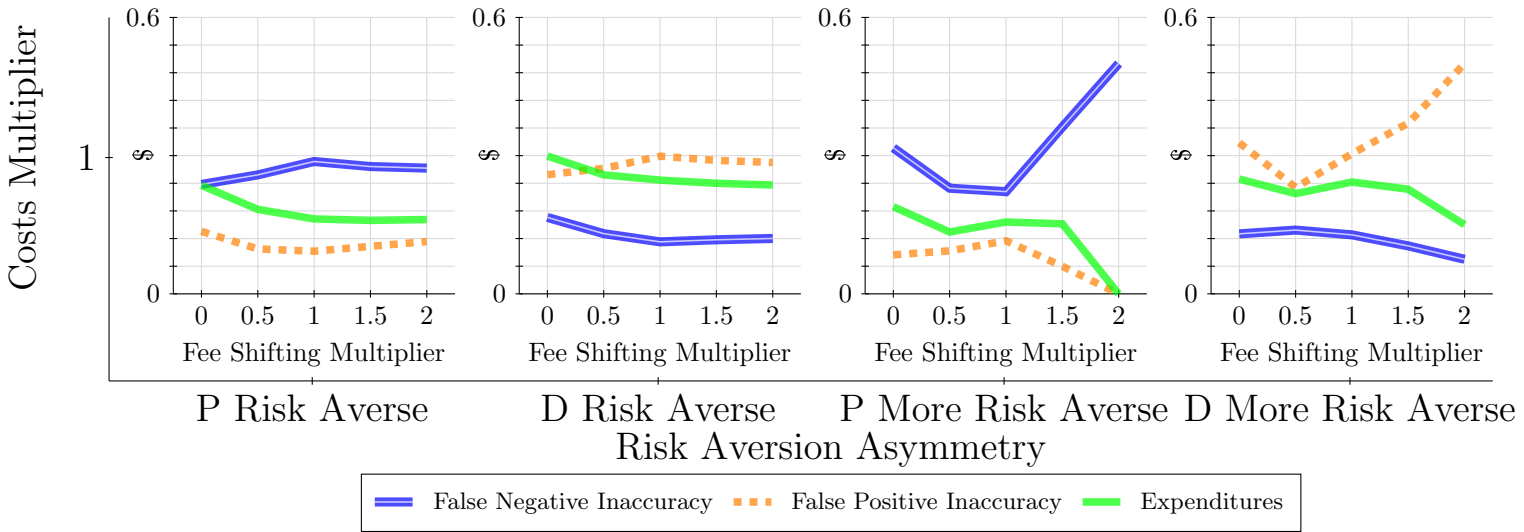 Costs Multiplier
1
0.6
$
0
0 0.5 1 1.5 2
Fee Shifting Multiplier
0.6
$
0
0 0.5 1 1.5 2
Fee Shifting Multiplier
0.6
$
0
0 0.5 1 1.5 2
Fee Shifting Multiplier
0.6
$
0
0 0.5 1 1.5 2
Fee Shifting Multiplier
P Risk Averse
D Risk Averse
P More Risk Averse
D More Risk Averse
Risk Aversion Asymmetry
False Negative Inaccuracy
False Positive Inaccuracy
Expenditures